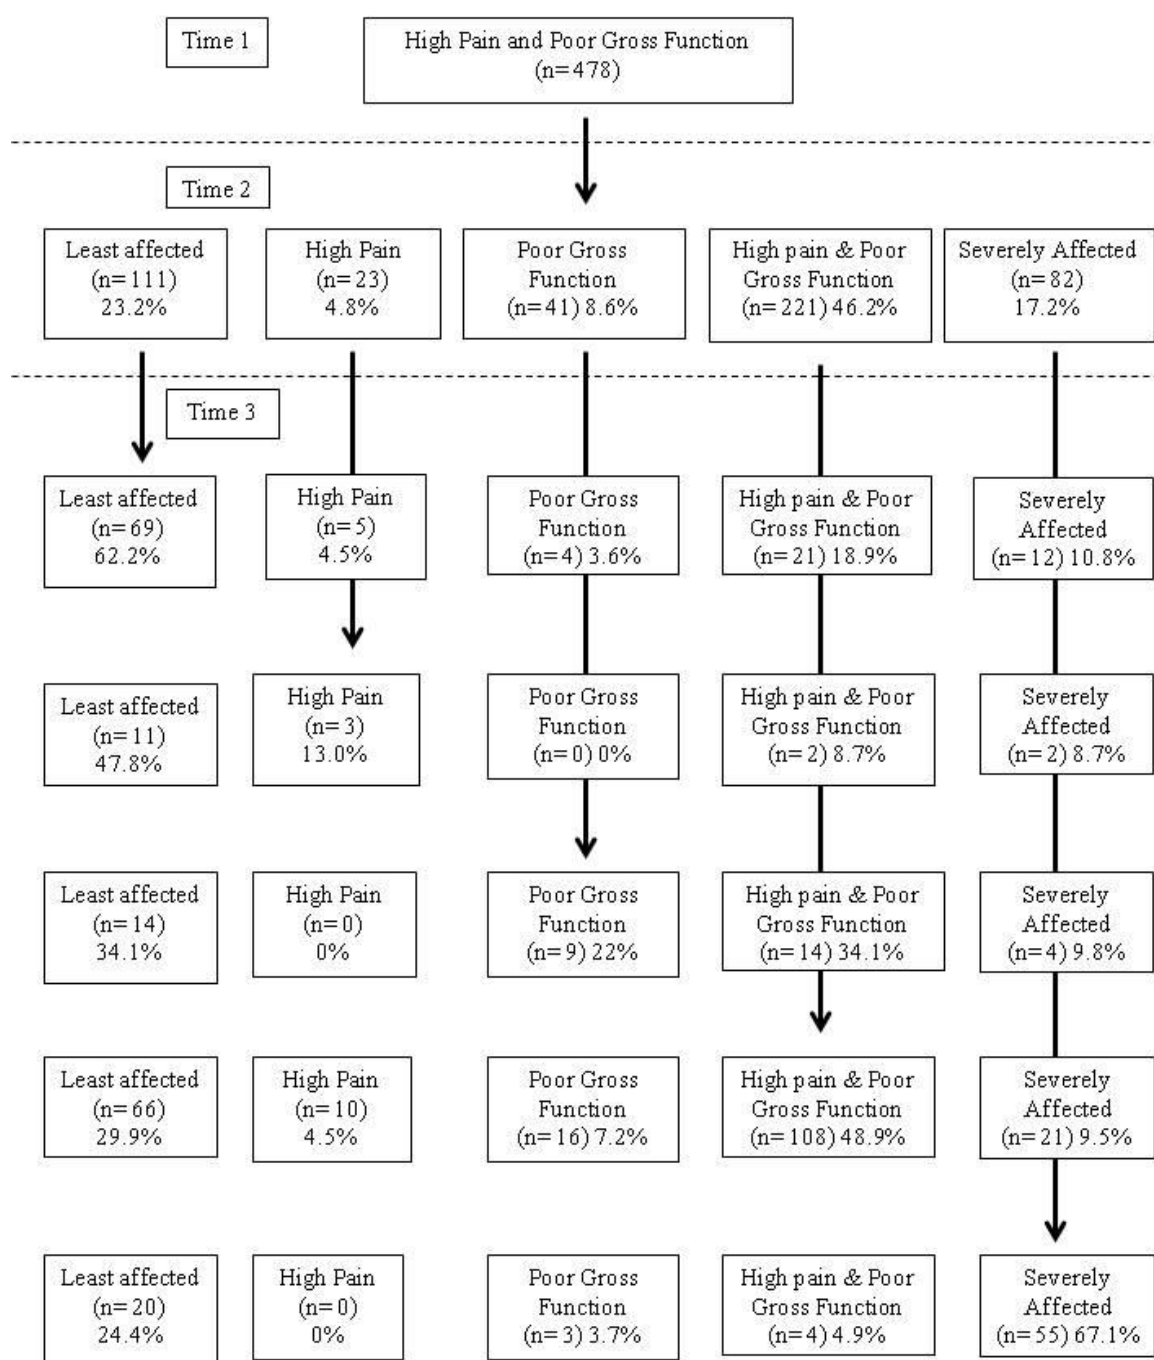 Time 1
High Pain and Poor Gross Function
(n=478)
Time 2
Least affected
(n=111)
23.2%
High Pain
(n=23)
4.8%
Poor Gross
Function
(n=41) 8.6%
High pain & Poor
Gross Function
(n=221) 46.2%
Severely Affected
(n=82)
17.2%
Time 3
Least affected
(n=69)
62.2%
High Pain
(n=5)
4.5%
Poor Gross
Function
(n=4) 3.6%
High pain & Poor
Gross Function
(n=21) 18.9%
Severely
Affected
(n=12) 10.8%
Least affected
(n=11)
47.8%
High Pain
(n=3)
13.0%
Poor Gross
Function
(n=0) 0%
High pain & Poor
Gross Function
(n=2) 8.7%
Severely
Affected
(n=2) 8.7%
Least affected
(n=14)
34.1%
High Pain
(n=0)
0%
Poor Gross
Function
(n=9) 22%
High pain & Poor
Gross Function
(n=14) 34.1%
Severely
Affected
(n=4) 9.8%
Least affected
(n=66)
29.9%
High Pain
(n=10)
4.5%
Poor Gross
Function
(n=16) 7.2%
High pain & Poor
Gross Function
(n=108) 48.9%
Severely
Affected
(n=21) 9.5%
Least affected
(n=20)
24.4%
High Pain
(n=0)
0%
Poor Gross
Function
(n=3) 3.7%
High pain & Poor
Gross Function
(n=4) 4.9%
Severely
Affected
(n=55) 67.1%